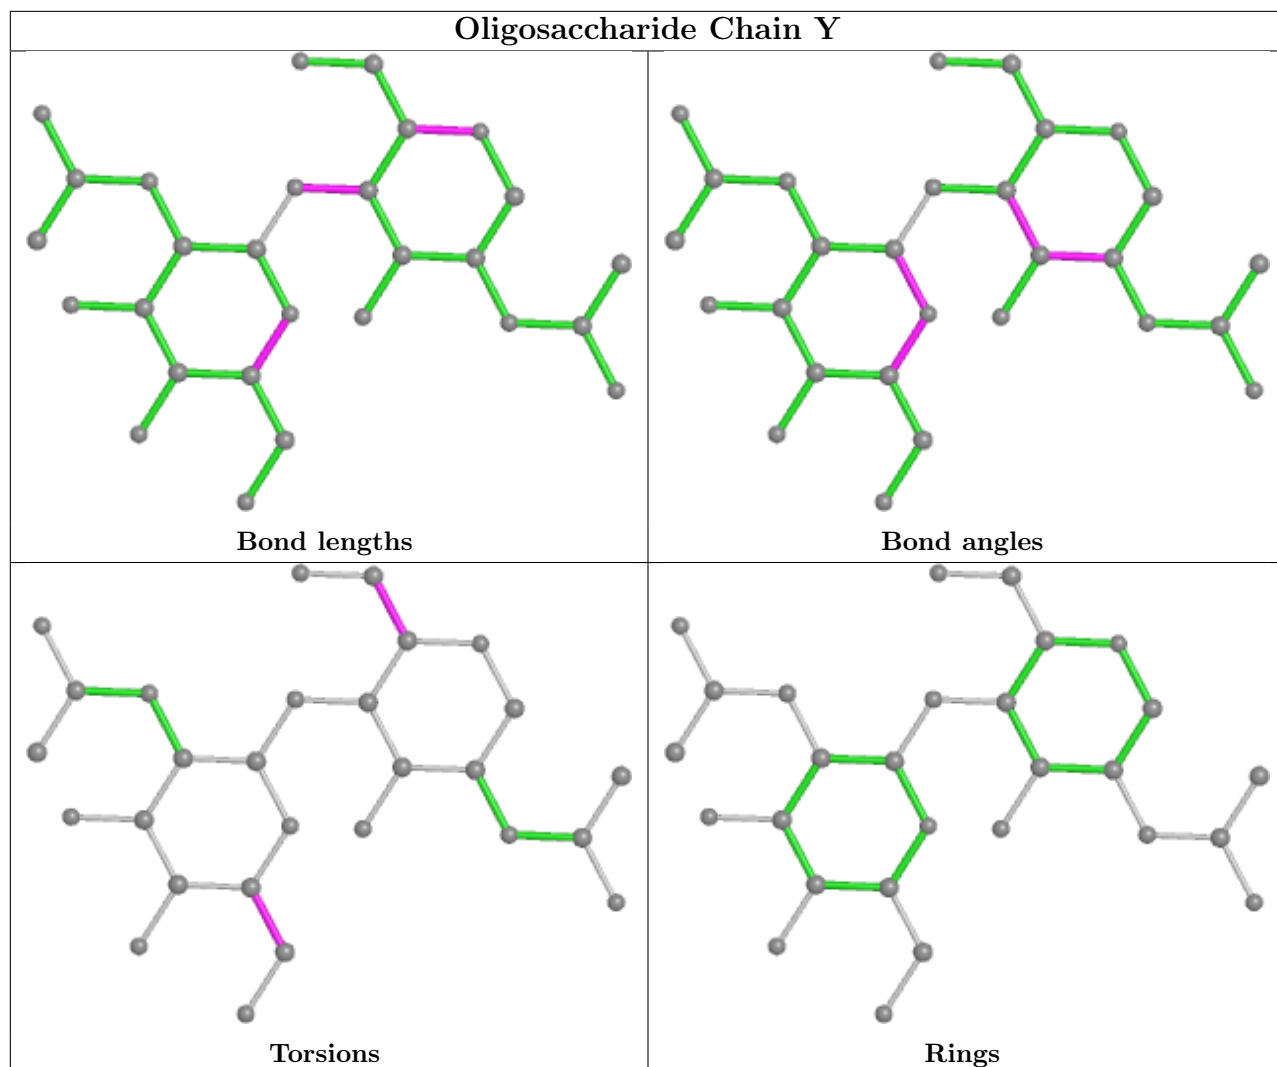 Oligosaccharide Chain Y
Bond lengths
Bond angles
Torsions
Rings